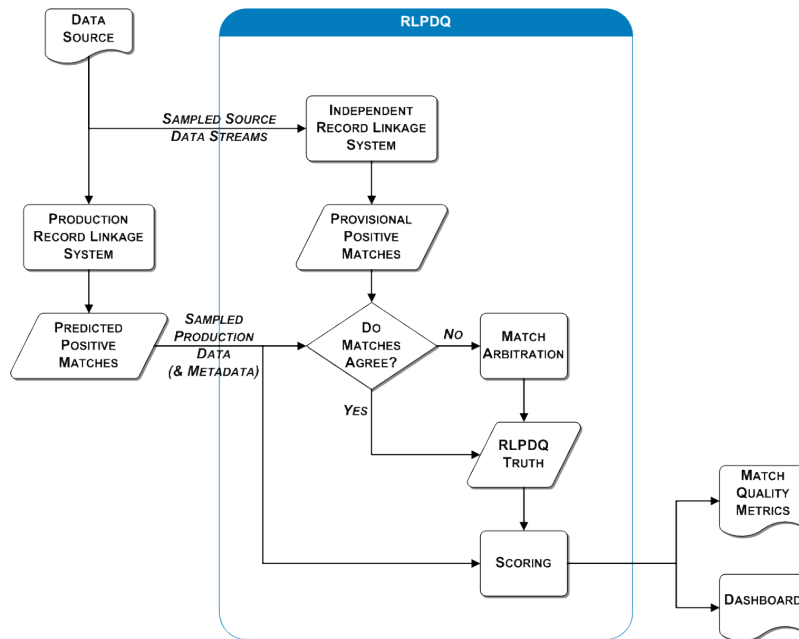 RLPDQ
DATA
SOURCE
SAMPLED SOURCE
DATA STREAMS
INDEPENDENT
RECORD LINKAGE
SYSTEM
PRODUCTION
RECORD LINKAGE
SYSTEM
PROVISIONAL
POSITIVE
MATCHES
PREDICTED
POSITIVE
MATCHES
SAMPLED
PRODUCTION
DATA
(& METADATA)
DO
MATCHES
AGREE?
NO
MATCH
ARBITRATION
YES
RLPDQ
TRUTH
SCORING
MATCH
QUALITY
METRICS
DASHBOARD